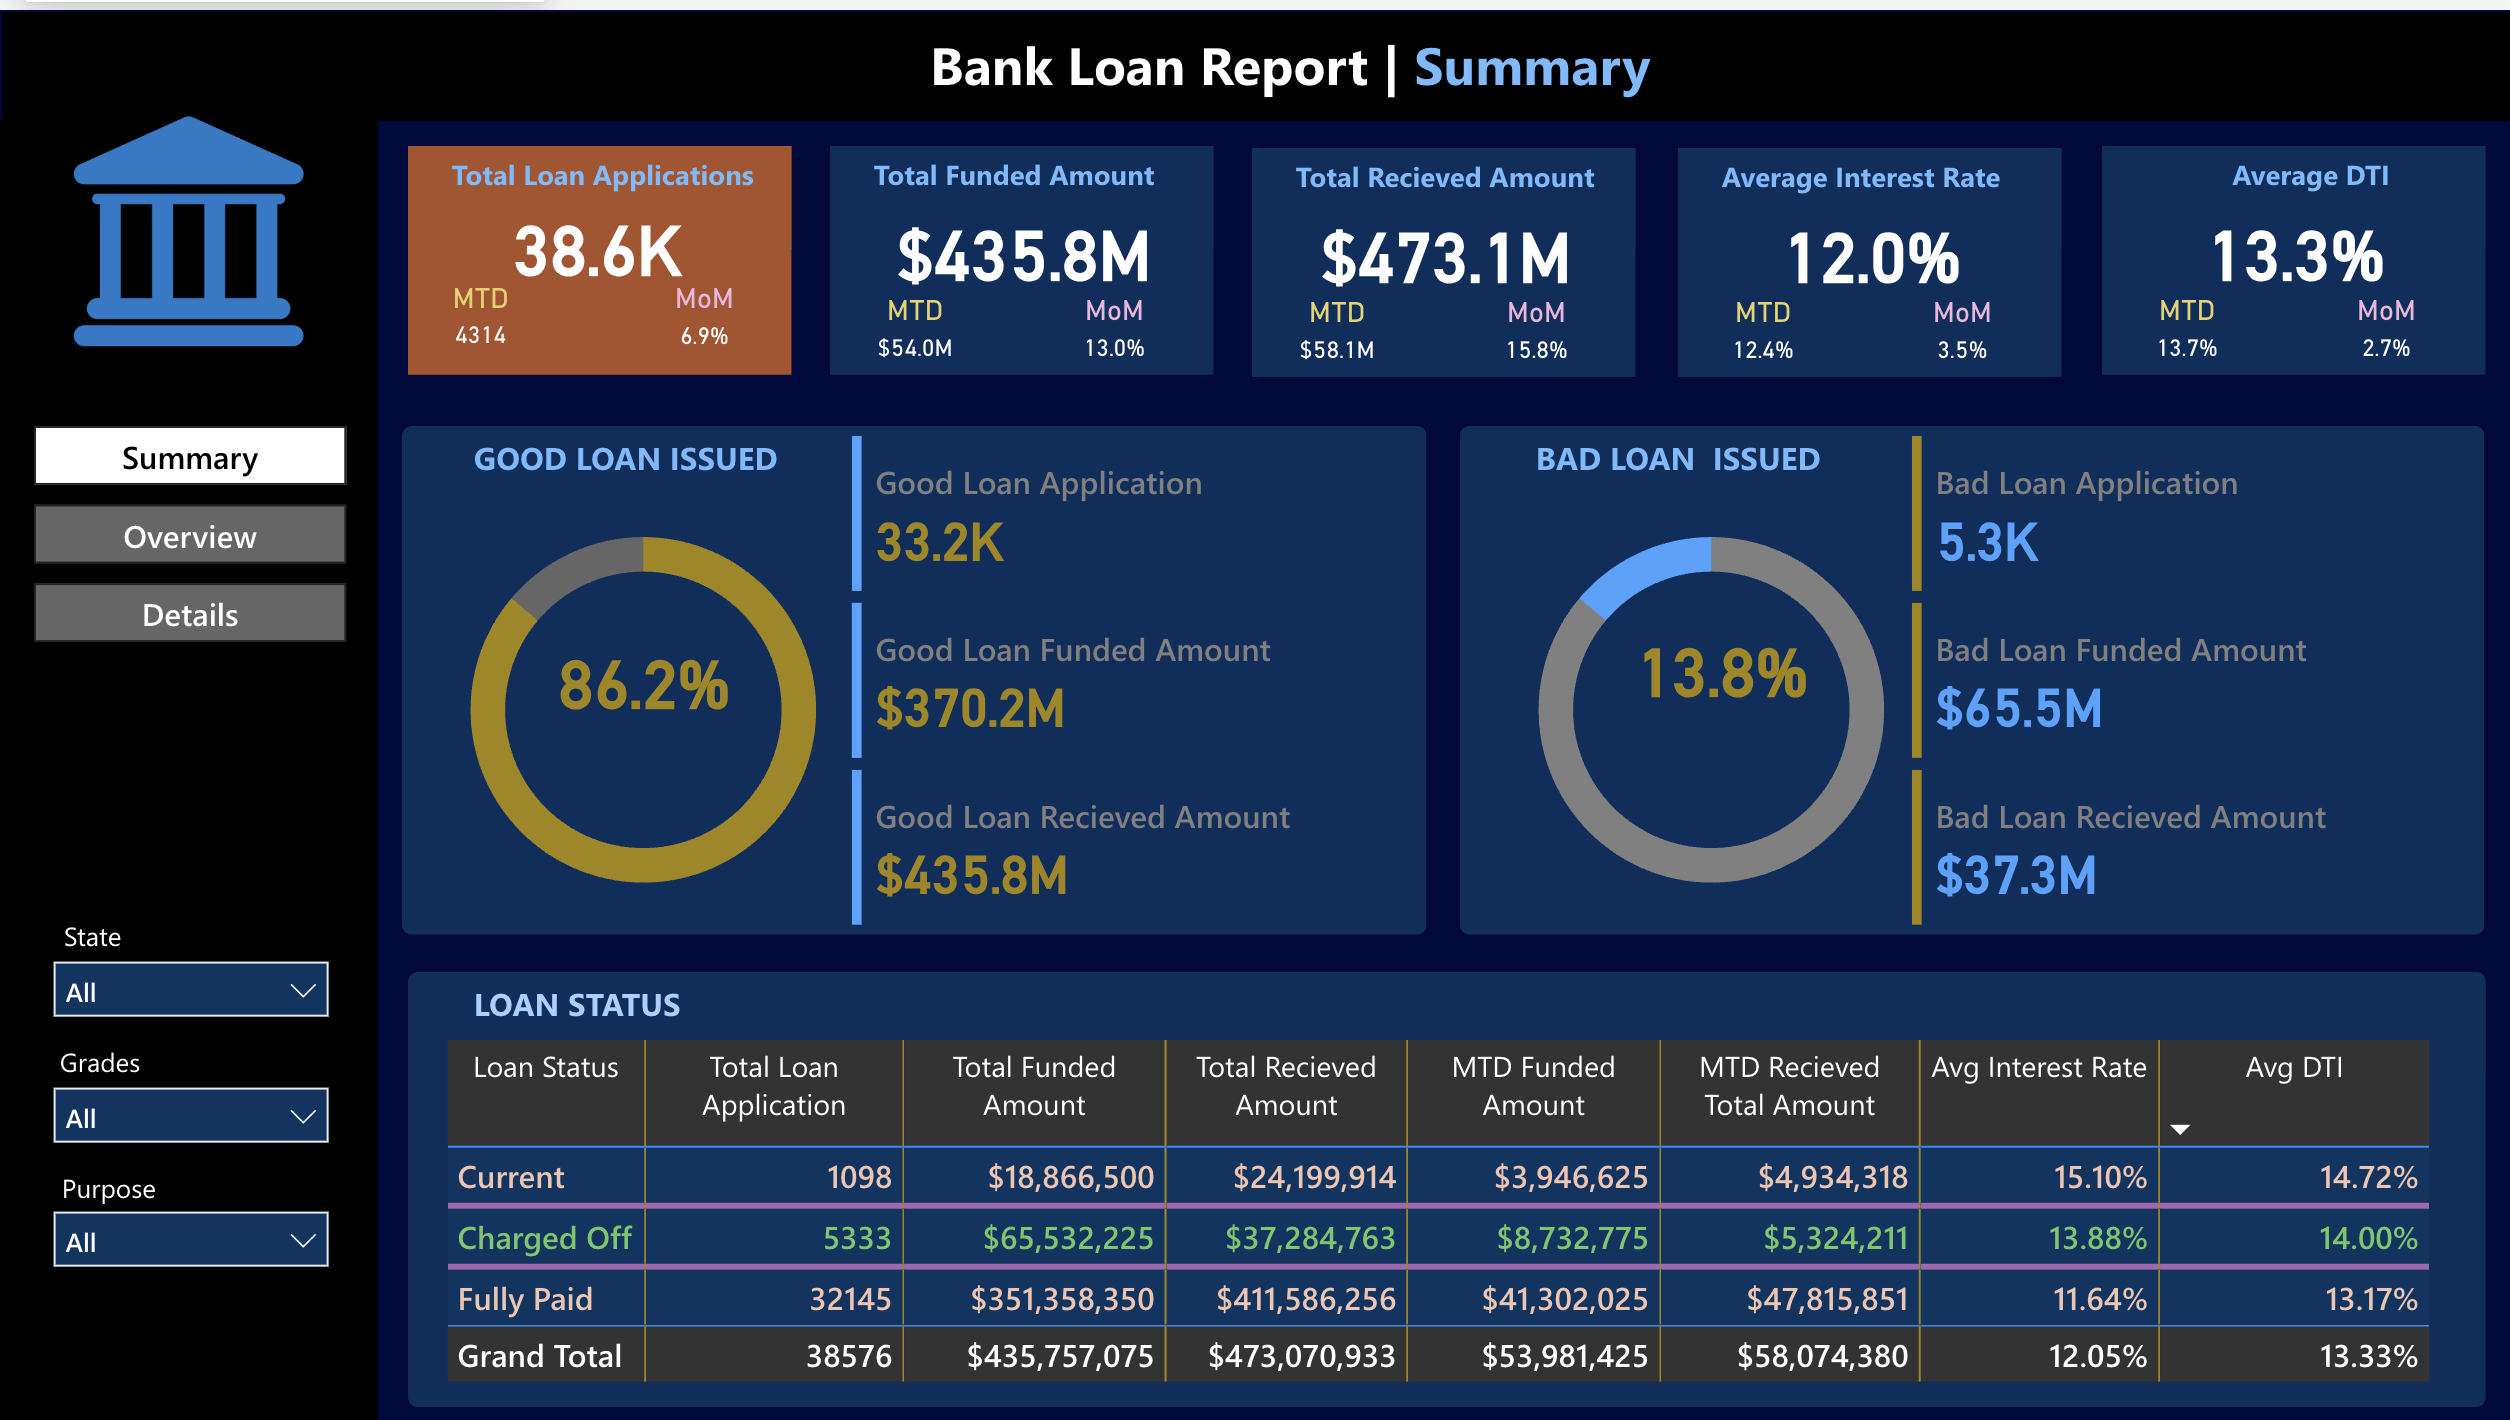 Bank Loan Report | Summary
Total Loan Applications
38.6K
MTD MoM
4314 6.9%
Total Funded Amount
$435.8M
MTD MoM
$54.0M 13.0%
Total Recieved Amount
$473.1M
MTD MoM
$58.1M 15.8%
Average Interest Rate
12.0%
MTD MoM
12.4% 3.5%
Average DTI
13.3%
MTD MoM
13.7% 2.7%
Summary
Overview
Details
State
All
Grades
All
Purpose
All
GOOD LOAN ISSUED
86.2%
Good Loan Application
33.2K
Good Loan Funded Amount
$370.2M
Good Loan Recieved Amount
$435.8M
BAD LOAN ISSUED
13.8%
Bad Loan Application
5.3K
Bad Loan Funded Amount
$65.5M
Bad Loan Recieved Amount
$37.3M
LOAN STATUS
Loan Status Total Loan Total Funded Total Recieved MTD Funded MTD Recieved Avg Interest Rate Avg DTI
Application Amount Amount Amount Total Amount
Current 1098 $18,866,500 $24,199,914 $3,946,625 $4,934,318 15.10% 14.72%
Charged Off 5333 $65,532,225 $37,284,763 $8,732,775 $5,324,211 13.88% 14.00%
Fully Paid 32145 $351,358,350 $411,586,256 $41,302,025 $47,815,851 11.64% 13.17%
Grand Total 38576 $435,757,075 $473,070,933 $53,981,425 $58,074,380 12.05% 13.33%